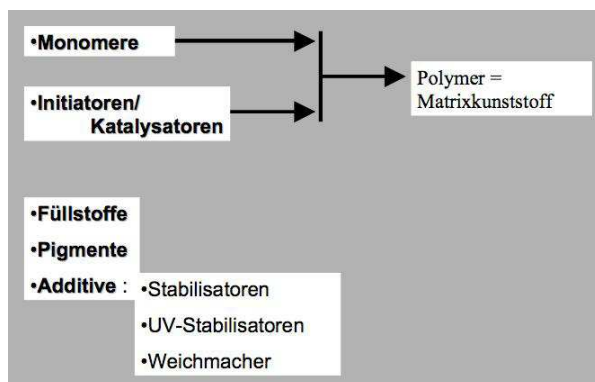 •Monomere
•Initiatoren/
Katalysatoren
Polymer =
Matrixkunststoff
•Füllstoffe
•Pigmente
•Additive :
•Stabilisatoren
•UV-Stabilisatoren
•Weichmacher